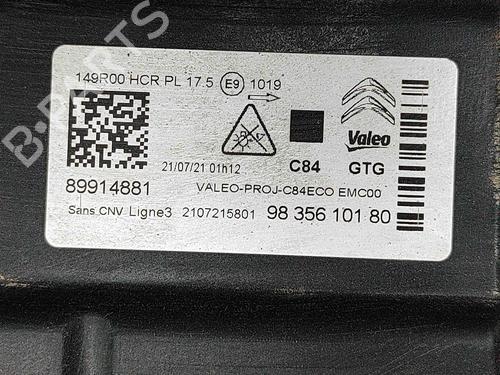 149R00 HCR PL 17.5 E9 1019
Valeo
21/07/21 01h12
C84 GTG
89914881
VALEO-PROJ-C84ECO EMC00
Sans CNV Ligne3 2107215801
98 356 101 80
B-PARTS